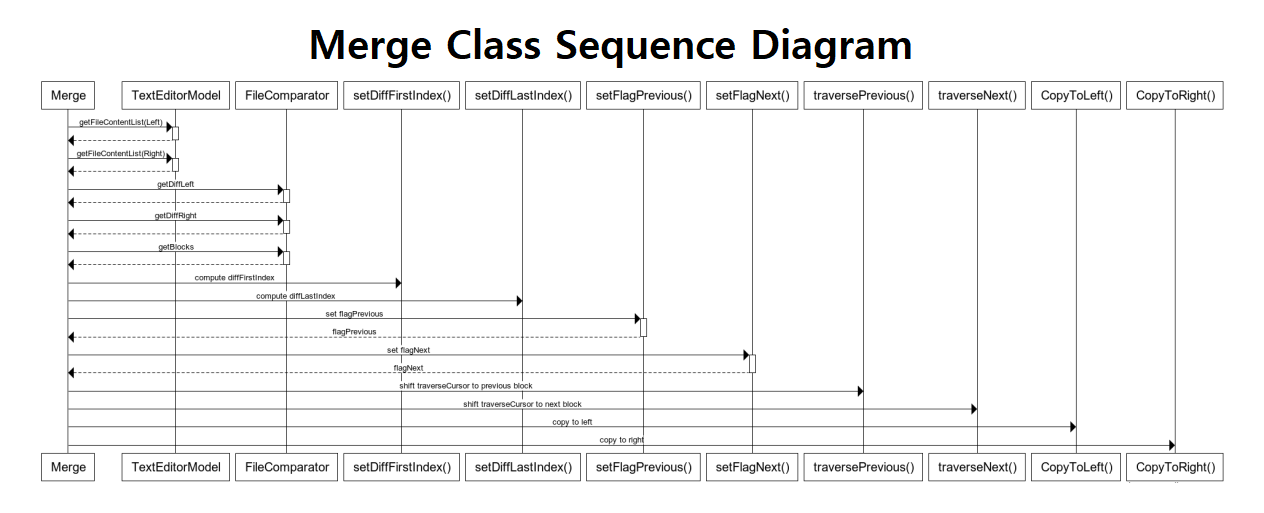 Merge Class Sequence Diagram
Merge TextEditorModel FileComparator setDiffFirstIndex() setDiffLastIndex() setFlagPrevious() setFlagNext() traversePrevious() traverseNext() CopyToLeft() CopyToRight()
getFileContentList(Left)
getFileContentList(Right)
getDiffLeft
getDiffRight
getBlocks
compute diffFirstIndex
compute diffLastIndex
set flagPrevious
flagPrevious
set flagNext
flagNext
shift traverseCursor to previous block
shift traverseCursor to next block
copy to left
copy to right
Merge TextEditorModel FileComparator setDiffFirstIndex() setDiffLastIndex() setFlagPrevious() setFlagNext() traversePrevious() traverseNext() CopyToLeft() CopyToRight()